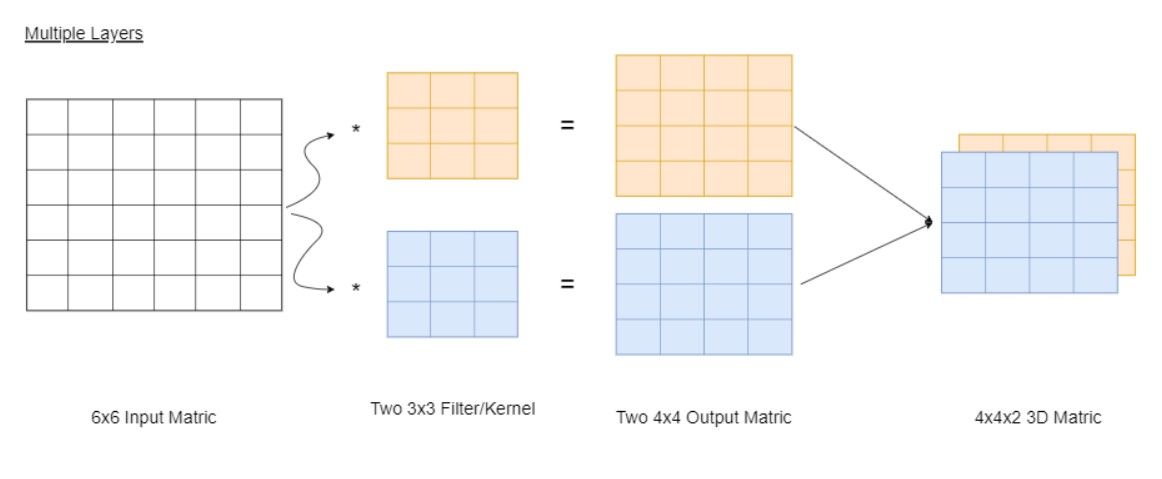 Multiple Layers
*
=
*
=
6x6 Input Matric
Two 3x3 Filter/Kernel
Two 4x4 Output Matric
4x4x2 3D Matric